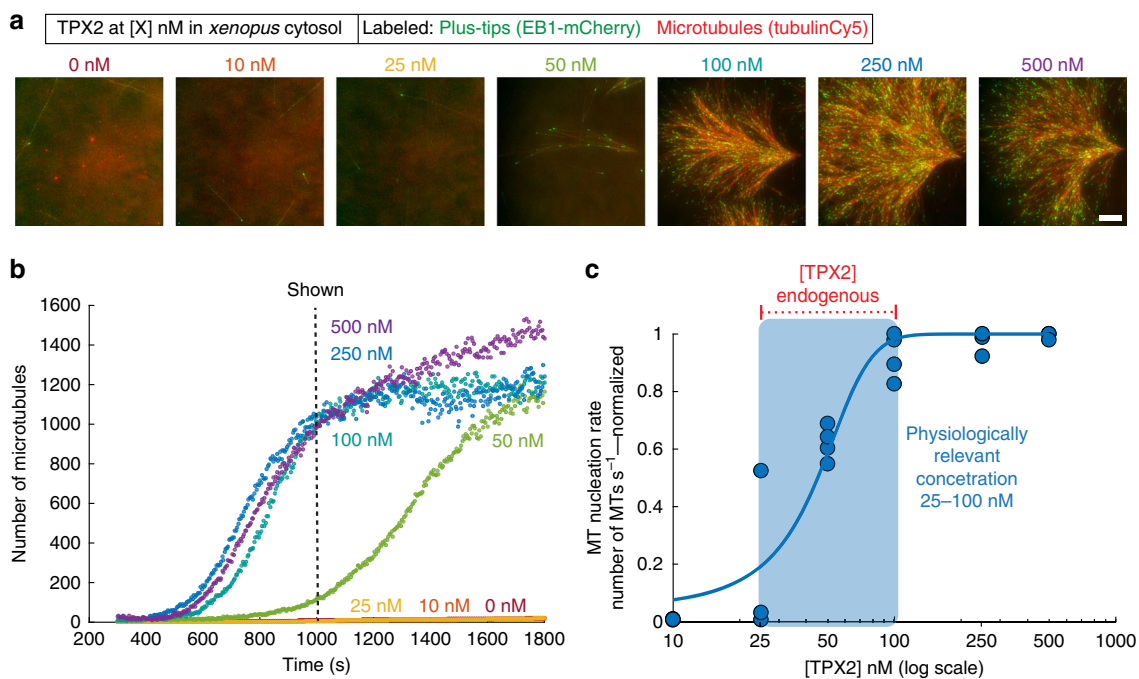 a
TPX2 at [X] nM in xenopus cytosol
Labeled: Plus-tips (EB1-mCherry) Microtubules (tubulinCy5)
0 nM 10 nM 25 nM 50 nM 100 nM 250 nM 500 nM
b
Shown
1600
1400
1200
1000
800
600
400
200
0
Number of microtubules
500 nM
250 nM
100 nM
50 nM
25 nM 10 nM 0 nM
200 400 600 800 1000 1200 1400 1600 1800
Time (s)
c
[TPX2]
endogenous
1
0.8
0.6
0.4
0.2
0
MT nucleation rate
number of MTs s⁻¹—normalized
Physiologically
relevant
concetration
25–100 nM
10 25 50 100 250 500 1000
[TPX2] nM (log scale)